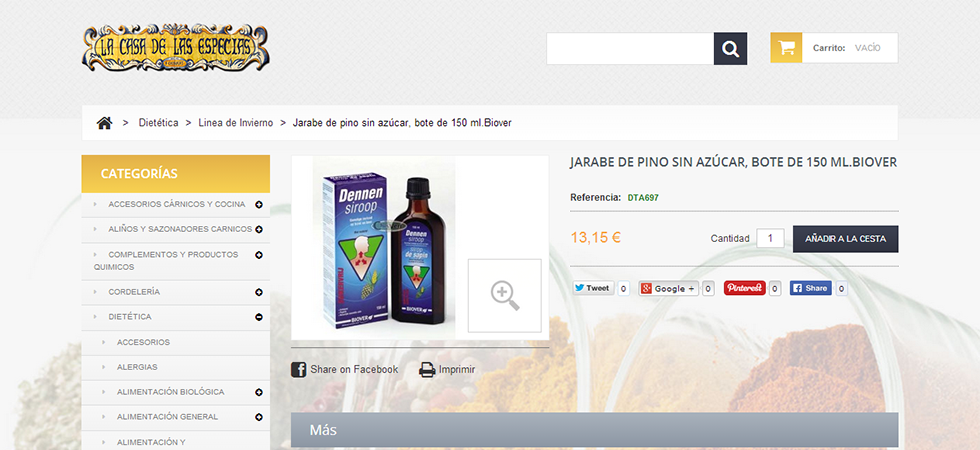 LA CASA DE LAS ESPECIAS
Carrito: VACÍO
> Dietética > Linea de Invierno > Jarabe de pino sin azúcar, bote de 150 ml.Biover
CATEGORÍAS
ACCESORIOS CÁRNICOS Y COCINA
ALIÑOS Y SAZONADORES CARNICOS
COMPLEMENTOS Y PRODUCTOS
QUIMICOS
CORDELERÍA
DIETÉTICA
ACCESORIOS
ALERGIAS
ALIMENTACIÓN BIOLÓGICA
ALIMENTACIÓN GENERAL
ALIMENTACIÓN Y
Dennen
siroop
BIOVER
Dennen
siroop
sirop
de sapin
BIOVER
Share on Facebook
Imprimir
JARABE DE PINO SIN AZÚCAR, BOTE DE 150 ML.BIOVER
Referencia: DTA697
13,15 €
Cantidad 1 AÑADIR A LA CESTA
Tweet 0 Google + 0 Pinterest 0 Share 0
Más